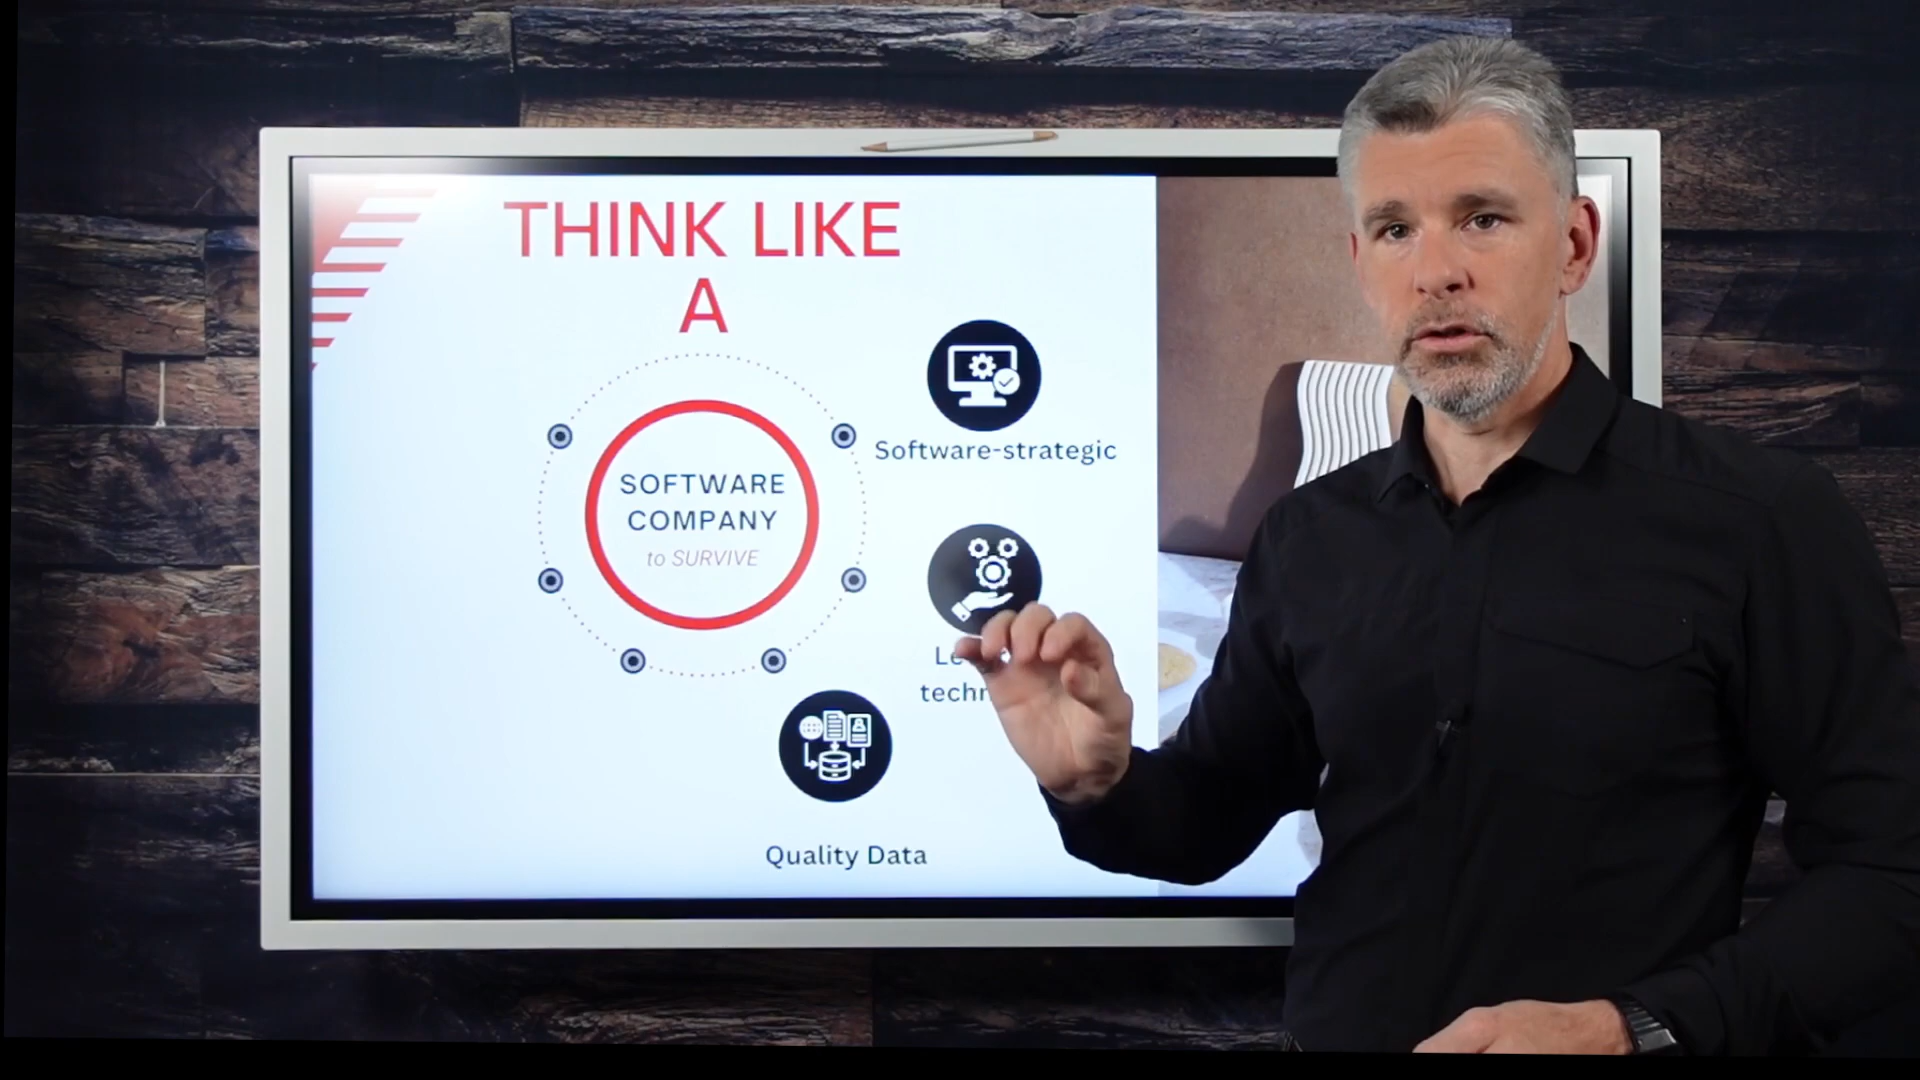 THINK LIKE
A
SOFTWARE
COMPANY
to SURVIVE
Software-strategic
Quality Data